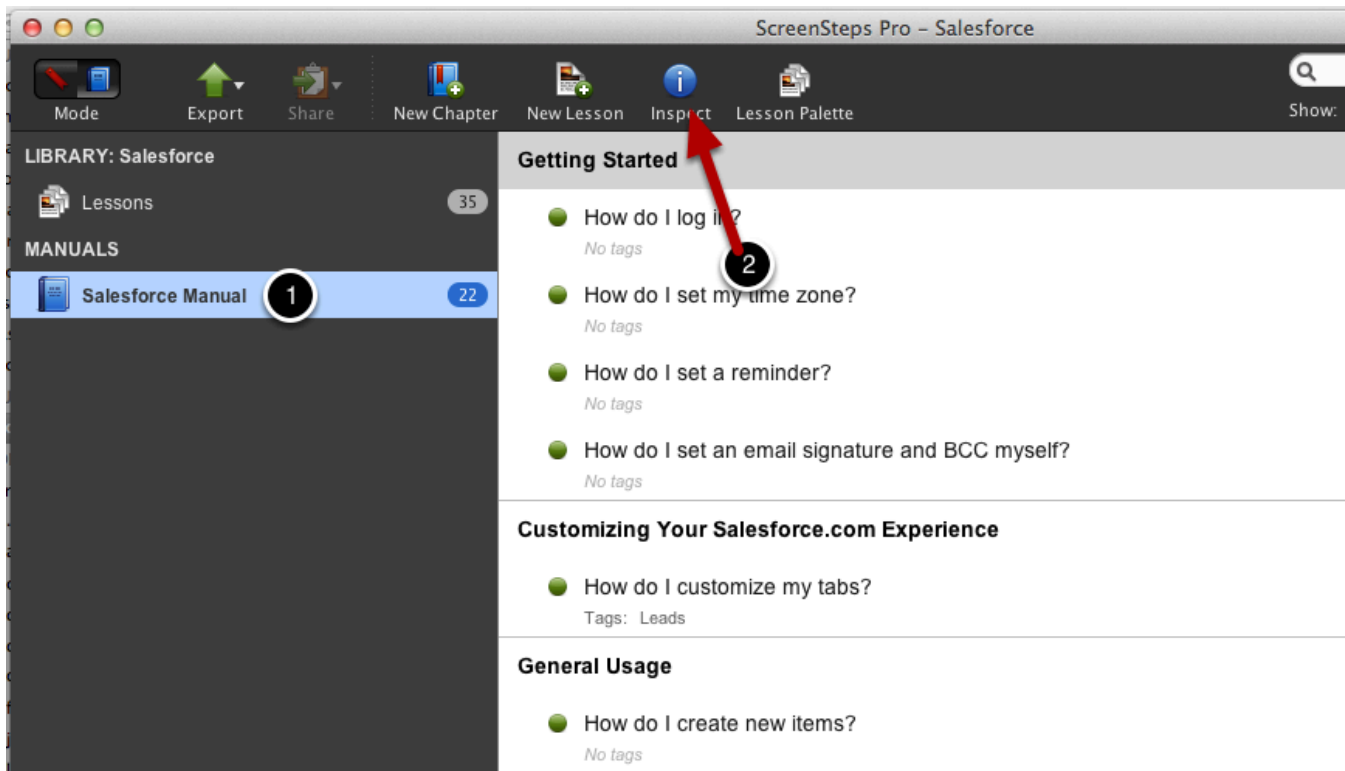 ScreenSteps Pro – Salesforce
Mode Export Share New Chapter New Lesson Inspect Lesson Palette Show:
LIBRARY: Salesforce
Lessons 35
MANUALS
Salesforce Manual 1 22
Getting Started
How do I log in?
No tags
2
How do I set my time zone?
No tags
How do I set a reminder?
No tags
How do I set an email signature and BCC myself?
No tags
Customizing Your Salesforce.com Experience
How do I customize my tabs?
Tags: Leads
General Usage
How do I create new items?
No tags